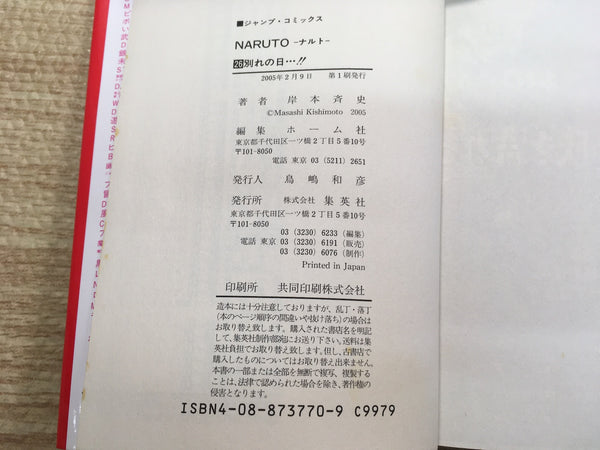 ■ジャンプ・コミックス
NARUTO —ナルト—
26別れの日…!!
2005年2月9日 第1刷発行
著者 岸本斉史
©Masashi Kishimoto 2005
編集 ホーム社
東京都千代田区一ツ橋2丁目5番10号
〒101-8050
電話 東京 03 (5211) 2651
発行人 鳥嶋和彦
発行所 株式会社 集英社
東京都千代田区一ツ橋2丁目5番10号
〒101-8050
03 (3230) 6233 (編集)
電話 東京 03 (3230) 6191 (販売)
03 (3230) 6076 (制作)
Printed in Japan
印刷所 共同印刷株式会社
造本には十分注意しておりますが、乱丁・落丁
(本のページ順序の間違いや抜け落ち)の場合は
お取り替え致します。購入された書店名を明記
して、集英社制作部宛にお送り下さい。送料は集
英社負担でお取り替え致します。但し、古書店で
購入したものについてはお取り替え出来ません。
本書の一部または全部を無断で複写、複製する
ことは、法律で認められた場合を除き、著作権の
侵害となります。
ISBN4-08-873770-9 C9979